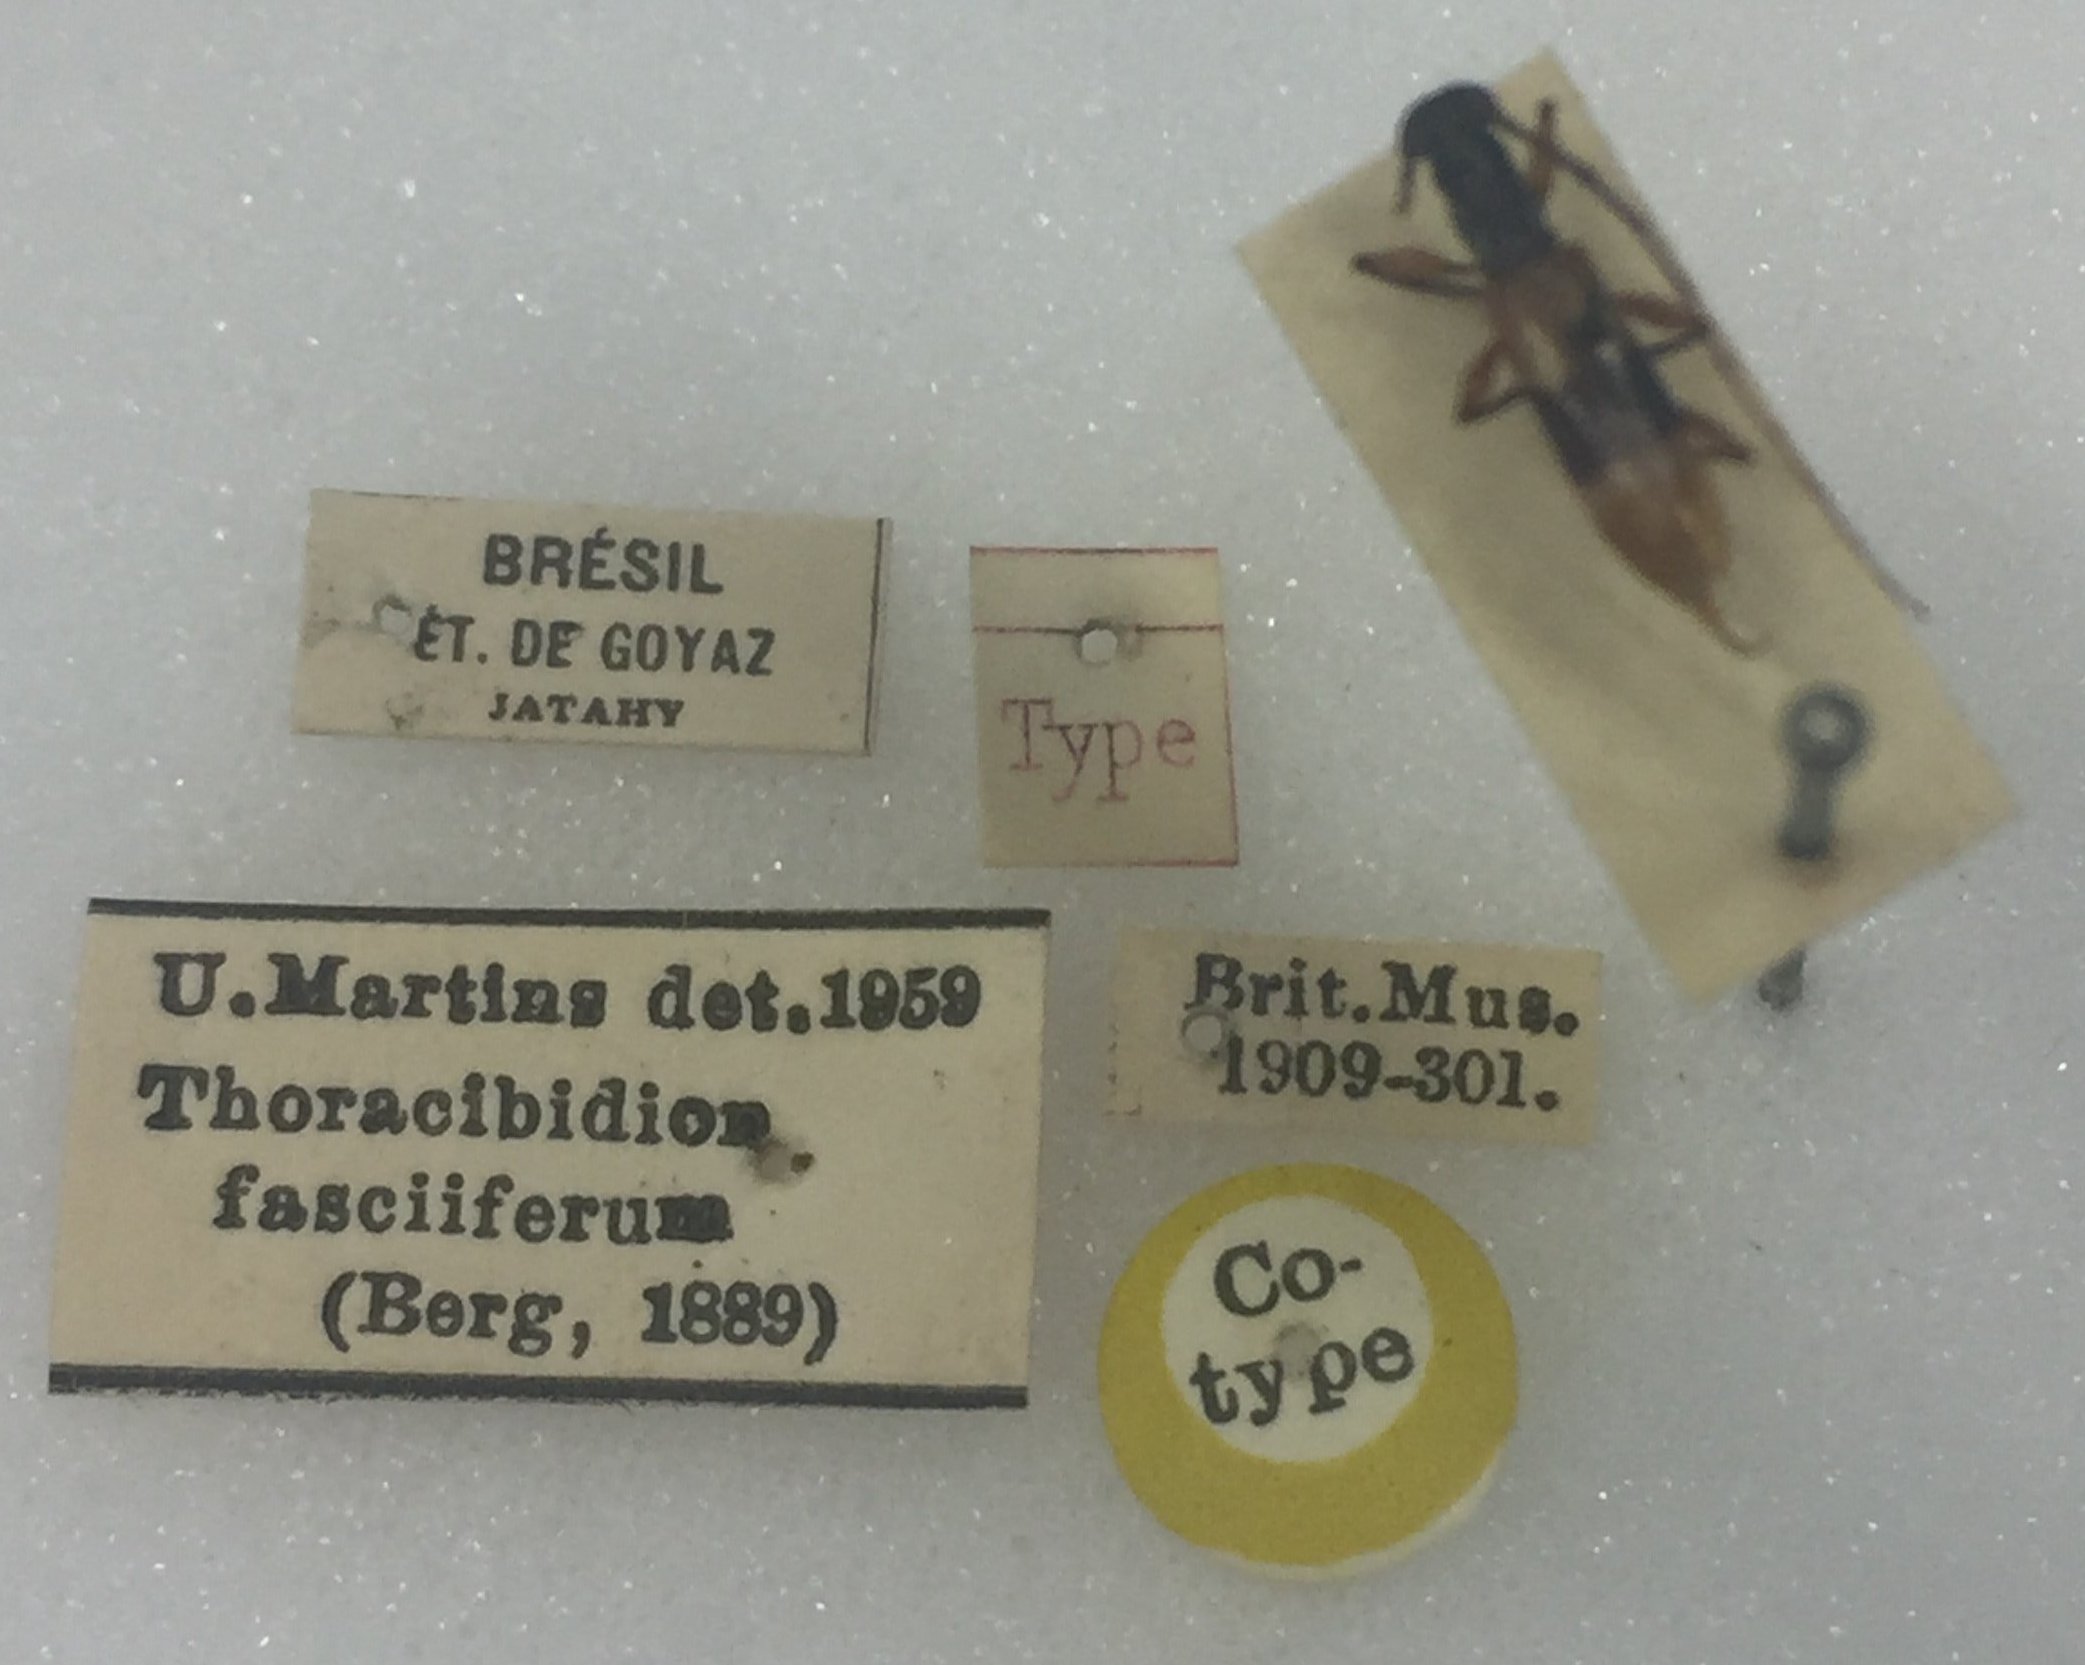 BRÉSIL
ÉT. DE GOYAZ
JATAHY
Type
U.Martins det.1959
Thoracibidion
fasciiferum
(Berg, 1889)
Brit.Mus.
1909-301.
Co-
type